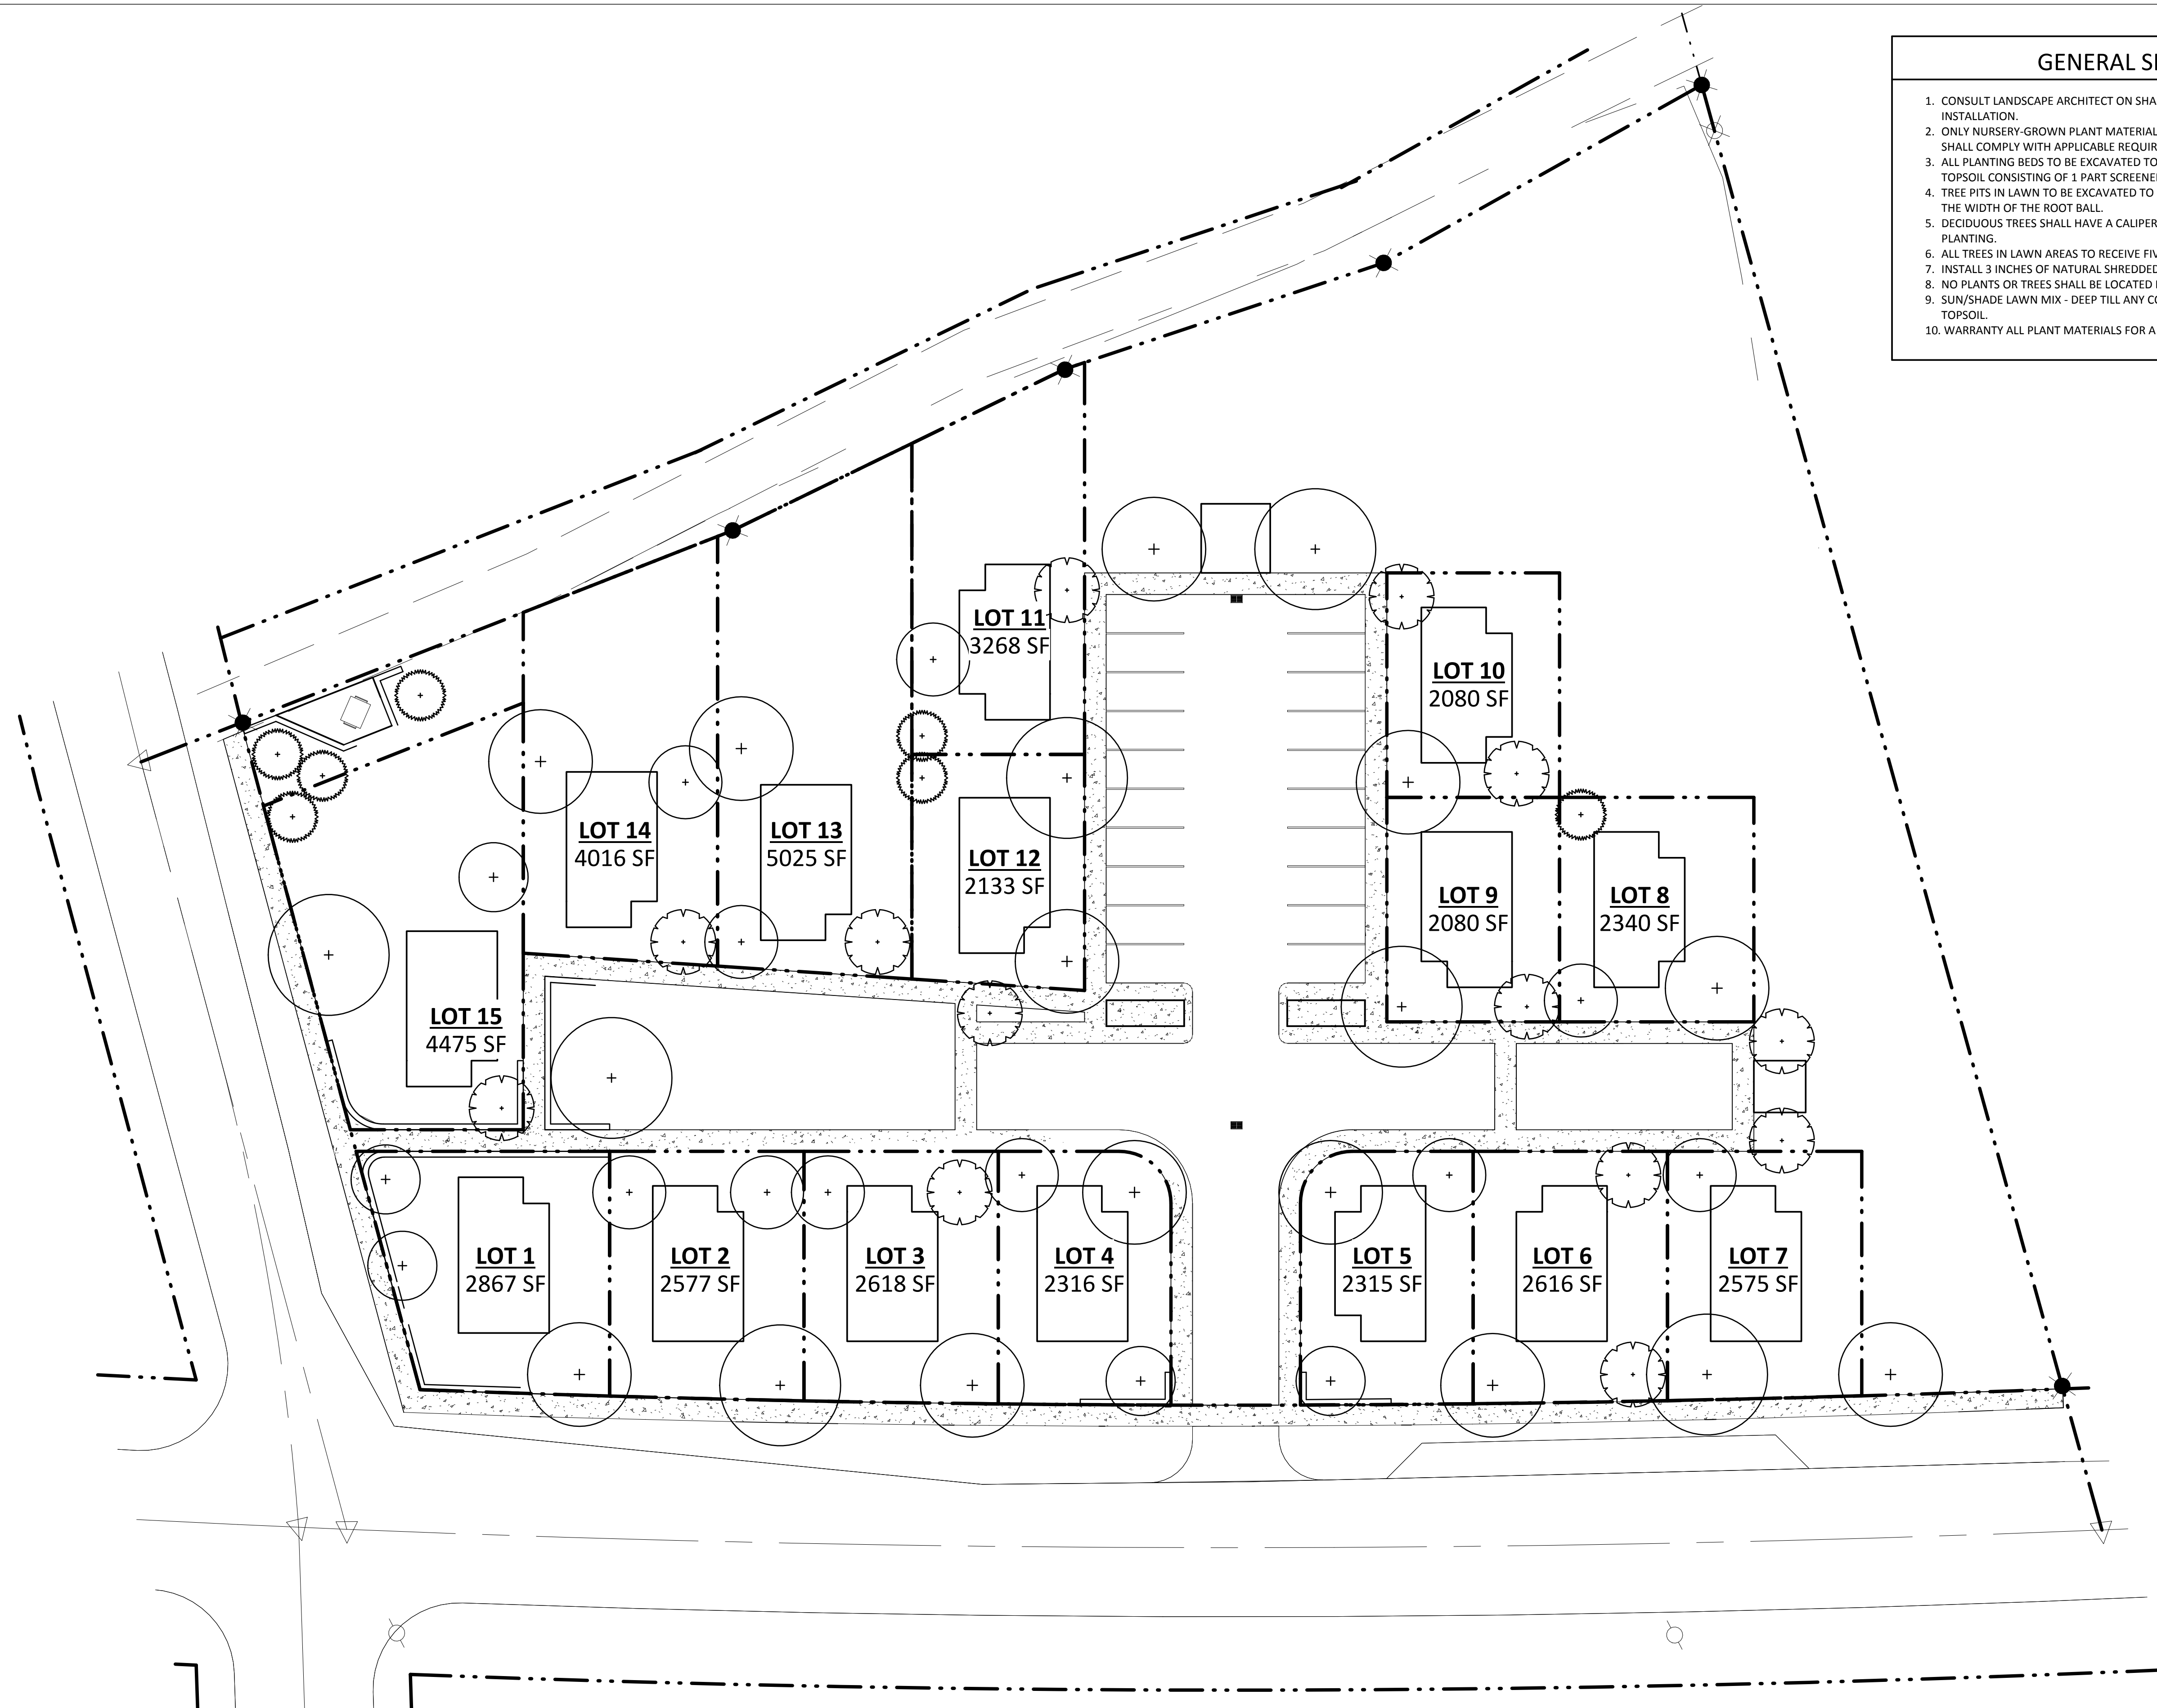 GENERAL
1. CONSULT LANDSCAPE ARCHITECT ON
INSTALLATION.
2. ONLY NURSERY-GROWN PLANT MATERIAL
SHALL COMPLY WITH APPLICABLE
3. ALL PLANTING BEDS TO BE EXCAVATED TO
TOPSOIL CONSISTING OF 1 PART
4. TREE PITS IN LAWN TO BE EXCAVATED TO
THE WIDTH OF THE ROOT BALL.
5. DECIDUOUS TREES SHALL HAVE A CALIPER
PLANTING.
6. ALL TREES IN LAWN AREAS TO RECEIVE
7. INSTALL 3 INCHES OF NATURAL SHREDDED
8. NO PLANTS OR TREES SHALL BE LOCATED
9. SUN/SHADE LAWN MIX - DEEP TILL ANY
TOPSOIL.
10. WARRANTY ALL PLANT MATERIALS FOR A
LOT 11
3268 SF
LOT 10
2080 SF
LOT 14
4016 SF
LOT 13
5025 SF
LOT 12
2133 SF
LOT 9
2080 SF
LOT 8
2340 SF
LOT 15
4475 SF
LOT 1
2867 SF
LOT 2
2577 SF
LOT 3
2618 SF
LOT 4
2316 SF
LOT 5
2315 SF
LOT 6
2616 SF
LOT 7
2575 SF